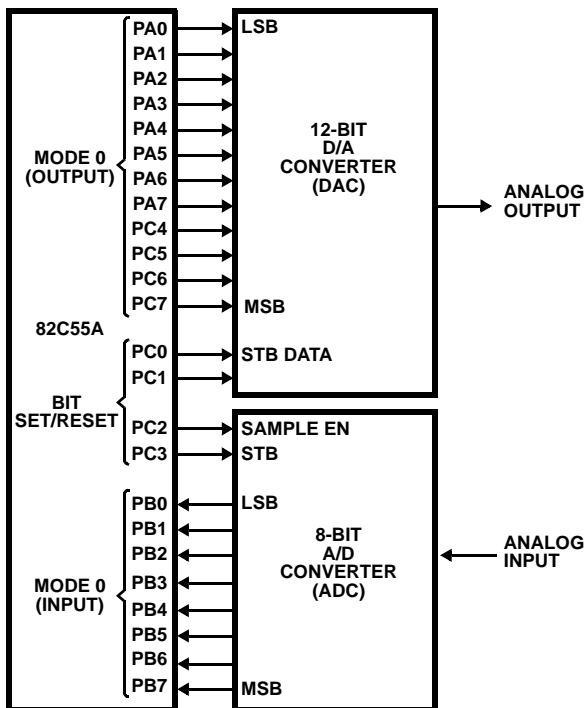 PA0
PA1
PA2
PA3
PA4
PA5
PA6
PA7
PC4
PC5
PC6
PC7
MODE 0
(OUTPUT)
82C55A
PC0
PC1
PC2
PC3
BIT
SET/RESET
PB0
PB1
PB2
PB3
PB4
PB5
PB6
PB7
MODE 0
(INPUT)
LSB
12-BIT
D/A
CONVERTER
(DAC)
MSB
STB DATA
ANALOG
OUTPUT
SAMPLE EN
STB
LSB
8-BIT
A/D
CONVERTER
(ADC)
MSB
ANALOG
INPUT